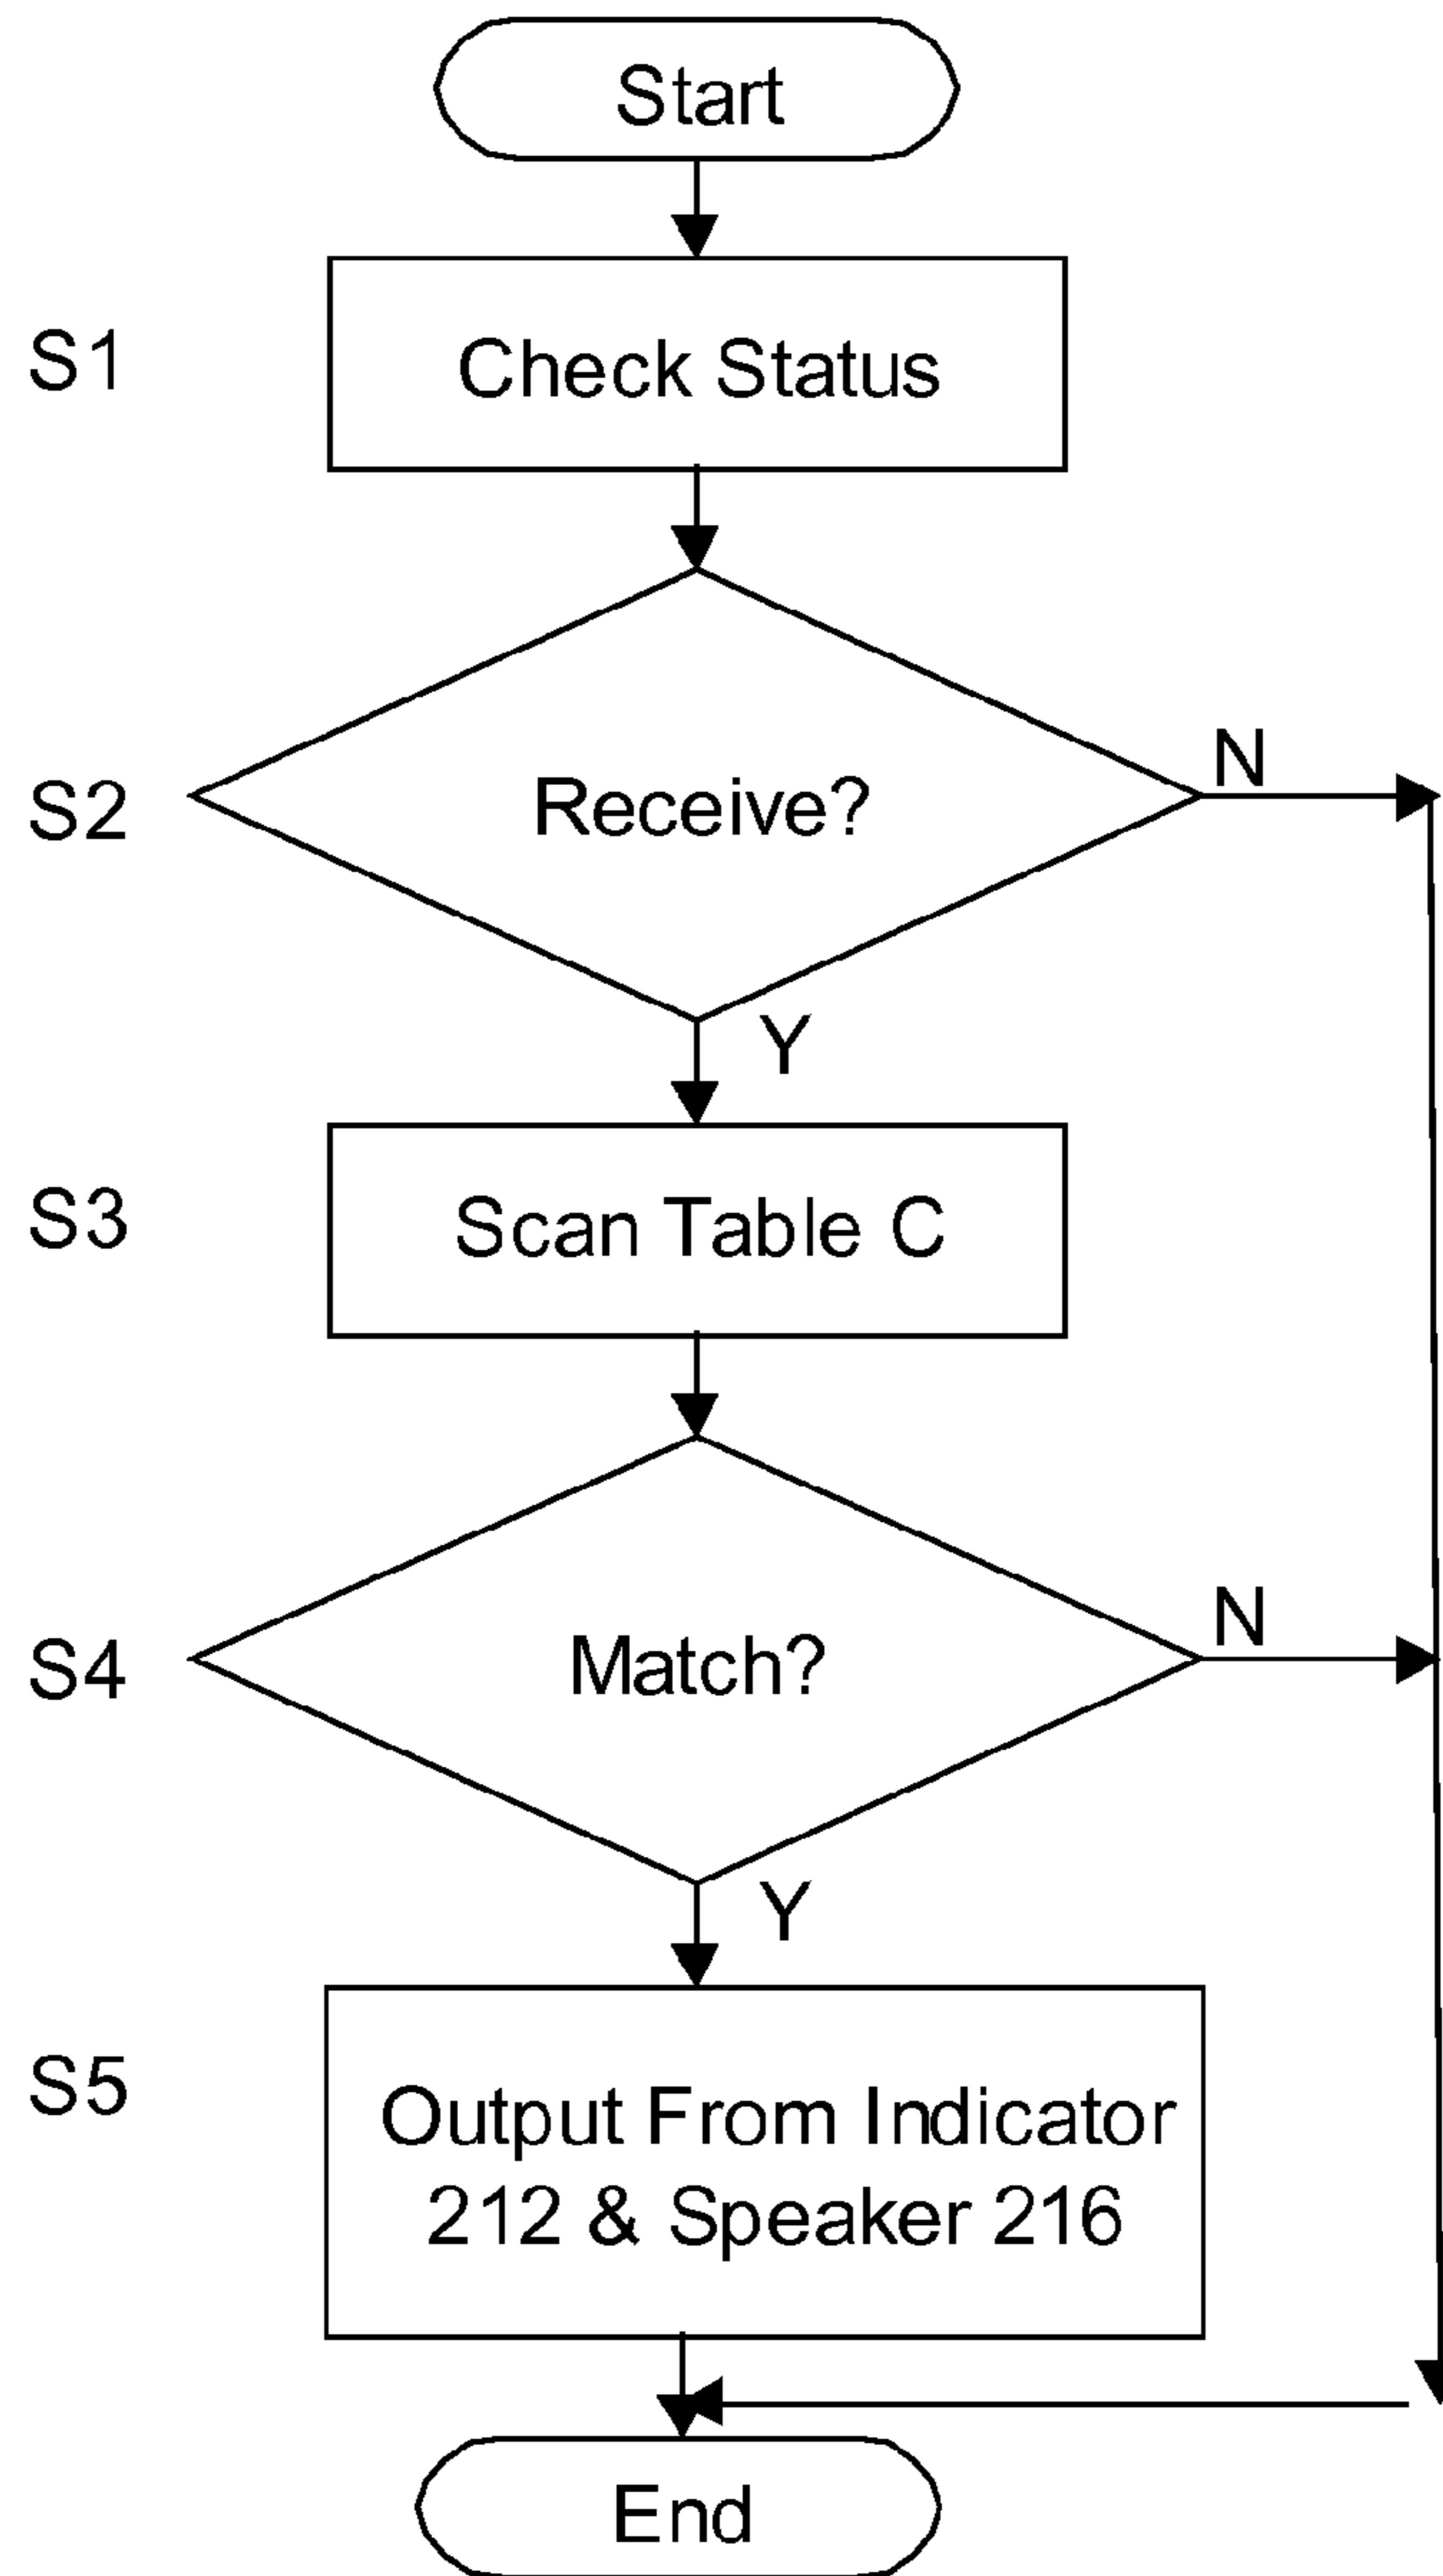 Start
S1
Check Status
S2
Receive?
N
Y
S3
Scan Table C
S4
Match?
N
Y
S5
Output From Indicator
212 & Speaker 216
End